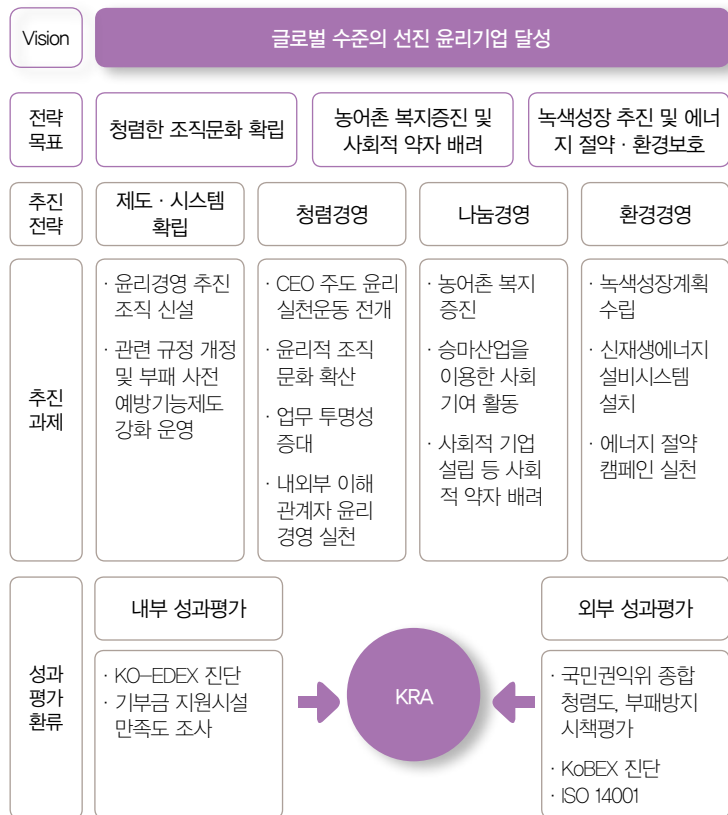 Vision
글로벌 수준의 선진 윤리기업 달성
전략
목표
청렴한 조직문화 확립
농어촌 복지증진 및
사회적 약자 배려
녹색성장 추진 및 에너
지 절약 · 환경보호
추진
전략
제도 · 시스템
확립
청렴경영
나눔경영
환경경영
추진
과제
· 윤리경영 추진
조직 신설
· 관련 규정 개정
및 부패 사전
예방기능제도
강화 운영
· CEO 주도 윤리
실천운동 전개
· 윤리적 조직
문화 확산
· 업무 투명성
증대
· 내외부 이해
관계자 윤리
경영 실천
· 농어촌 복지
증진
· 승마산업을
이용한 사회
기여 활동
· 사회적 기업
설립 등 사회
적 약자 배려
· 녹색성장계획
수립
· 신재생에너지
설비시스템
설치
· 에너지 절약
캠페인 실천
성과
평가
환류
내부 성과평가
· KO-EDEX 진단
· 기부금 지원시설
만족도 조사
KRA
외부 성과평가
· 국민권익위 종합
청렴도, 부패방지
시책평가
· KoBEX 진단
· ISO 14001